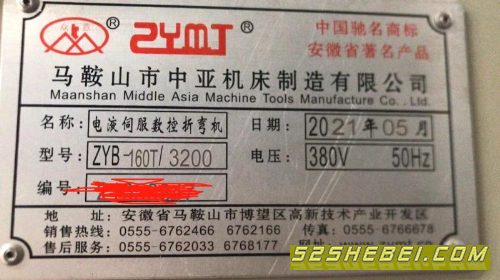 ZYMT
中国驰名商标
安徽省著名产品
马鞍山市中亚机床制造有限公司
Maanshan Middle Asia Machine Tools Manufacture Co., Ltd.
名称: 电液伺服数控折弯机 日期: 2021年05月
型号: ZYB-160T/3200 电压: 380V 50Hz
编号:
地址: 安徽省马鞍山市博望区高新技术产业开发区
销售热线: 0555-6762466 6762166 传真: 0555-6766678
售后服务: 0555-6762033 6768177
52SHEBEI.COM